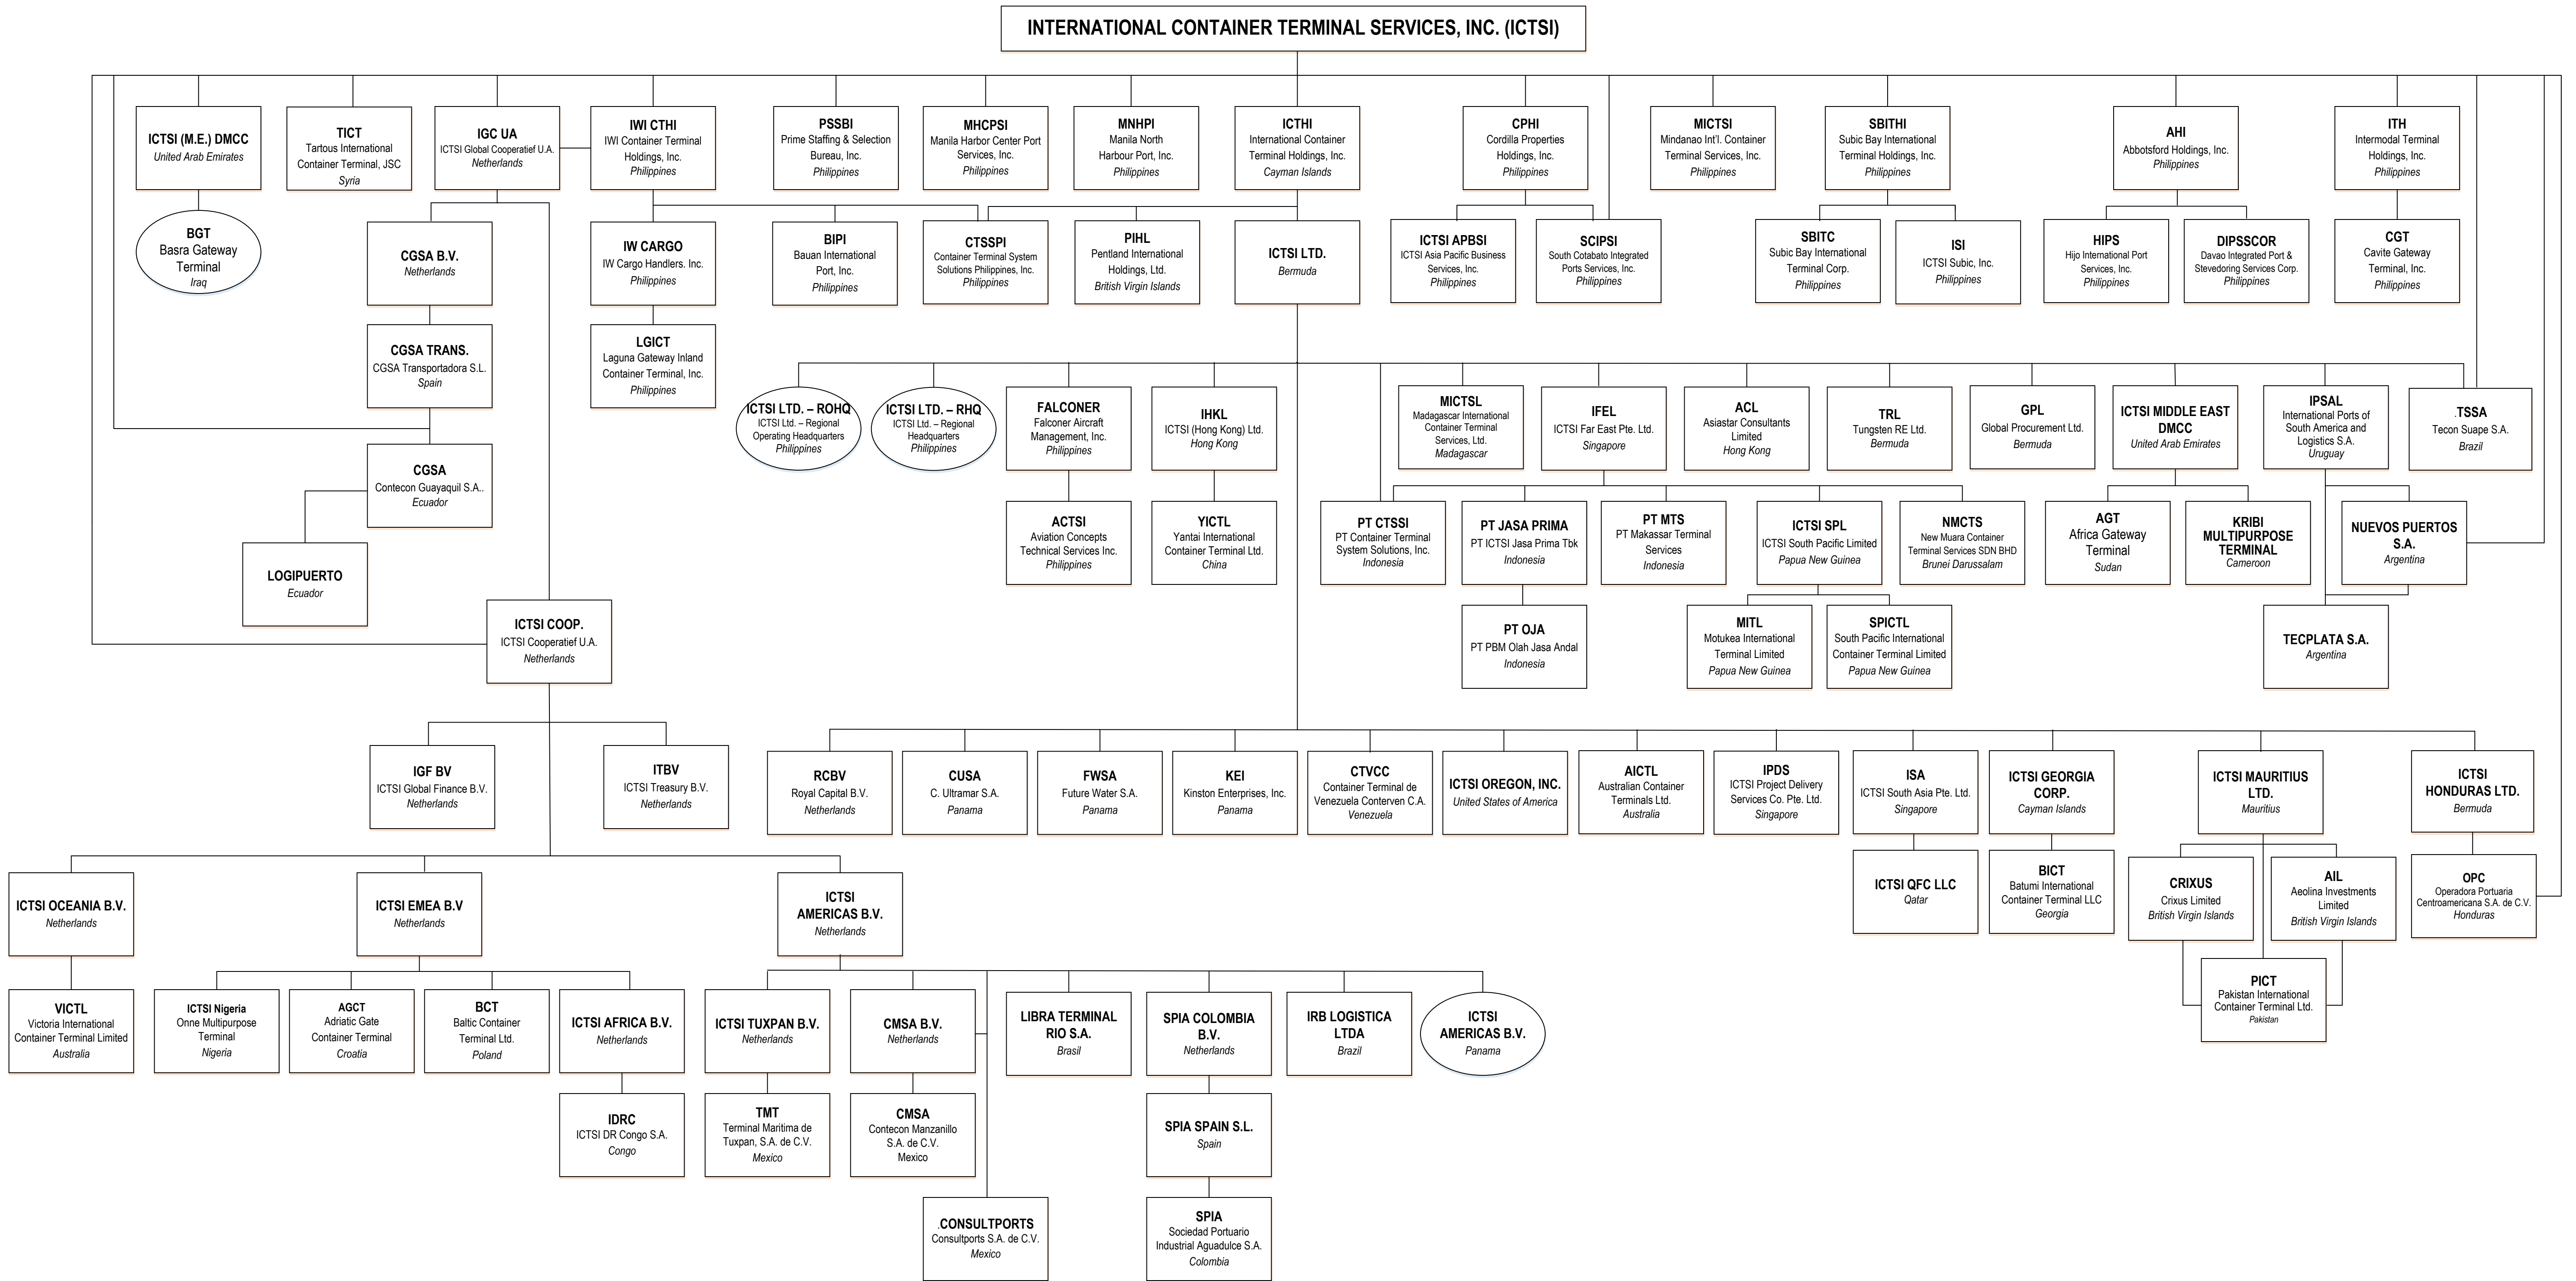 INTERNATIONAL CONTAINER TERMINAL SERVICES, INC. (ICTSI)
ICTSI (M.E.) DMCC
United Arab Emirates
TICT
Tartous International
Container Terminal, JSC
Syria
IGC UA
ICTSI Global Cooperatief U.A.
Netherlands
IWI CTHI
IWI Container Terminal
Holdings, Inc.
Philippines
PSSBI
Prime Staffing & Selection
Bureau, Inc.
Philippines
MHCPSI
Manila Harbor Center Port
Services, Inc.
Philippines
MNHPI
Manila North
Harbour Port, Inc.
Philippines
ICTHI
International Container
Terminal Holdings, Inc.
Cayman Islands
CPHI
Cordilla Properties
Holdings, Inc.
Philippines
MICTSI
Mindanao Int'l. Container
Terminal Services, Inc.
Philippines
SBITHI
Subic Bay International
Terminal Holdings, Inc.
Philippines
AHI
Abbotsford Holdings, Inc.
Philippines
ITH
Intermodal Terminal
Holdings, Inc.
Philippines
BGT
Basra Gateway
Terminal
Iraq
CGSA B.V.
Netherlands
IW CARGO
IW Cargo Handlers. Inc.
Philippines
BIPI
Bauan International
Port, Inc.
Philippines
CTSSPI
Container Terminal System
Solutions Philippines, Inc.
Philippines
PIHL
Pentland International
Holdings, Ltd.
British Virgin Islands
ICTSI LTD.
Bermuda
ICTSI APBSI
ICTSI Asia Pacific Business
Services, Inc.
Philippines
SCIPSI
South Cotabato Integrated
Ports Services, Inc.
Philippines
SBITC
Subic Bay International
Terminal Corp.
Philippines
ISI
ICTSI Subic, Inc.
Philippines
HIPS
Hijo International Port
Services, Inc.
Philippines
DIPSSCOR
Davao Integrated Port &
Stevedoring Services Corp.
Philippines
CGT
Cavite Gateway
Terminal, Inc.
Philippines
CGSA TRANS.
CGSA Transportadora S.L.
Spain
LGICT
Laguna Gateway Inland
Container Terminal, Inc.
Philippines
ICTSI LTD. – ROHQ
ICTSI Ltd. – Regional
Operating Headquarters
Philippines
ICTSI LTD. – RHQ
ICTSI Ltd. – Regional
Headquarters
Philippines
FALCONER
Falconer Aircraft
Management, Inc.
Philippines
IHKL
ICTSI (Hong Kong) Ltd.
Hong Kong
MICTSL
Madagascar International
Container Terminal
Services, Ltd.
Madagascar
IFEL
ICTSI Far East Pte. Ltd.
Singapore
ACL
Asiastar Consultants
Limited
Hong Kong
TRL
Tungsten RE Ltd.
Bermuda
GPL
Global Procurement Ltd.
Bermuda
ICTSI MIDDLE EAST
DMCC
United Arab Emirates
IPSAL
International Ports of
South America and
Logistics S.A.
Uruguay
.TSSA
Tecon Suape S.A.
Brazil
CGSA
Contecon Guayaquil S.A..
Ecuador
LOGIPUERTO
Ecuador
ACTSI
Aviation Concepts
Technical Services Inc.
Philippines
YICTL
Yantai International
Container Terminal Ltd.
China
PT CTSSI
PT Container Terminal
System Solutions, Inc.
Indonesia
PT JASA PRIMA
PT ICTSI Jasa Prima Tbk
Indonesia
PT MTS
PT Makassar Terminal
Services
Indonesia
ICTSI SPL
ICTSI South Pacific Limited
Papua New Guinea
NMCTS
New Muara Container
Terminal Services SDN BHD
Brunei Darussalam
AGT
Africa Gateway
Terminal
Sudan
KRIBI
MULTIPURPOSE
TERMINAL
Cameroon
NUEVOS PUERTOS
S.A.
Argentina
ICTSI COOP.
ICTSI Cooperatief U.A.
Netherlands
PT OJA
PT PBM Olah Jasa Andal
Indonesia
MITL
Motukea International
Terminal Limited
Papua New Guinea
SPICTL
South Pacific International
Container Terminal Limited
Papua New Guinea
TECPLATA S.A.
Argentina
IGF BV
ICTSI Global Finance B.V.
Netherlands
ITBV
ICTSI Treasury B.V.
Netherlands
RCBV
Royal Capital B.V.
Netherlands
CUSA
C. Ultramar S.A.
Panama
FWSA
Future Water S.A.
Panama
KEI
Kinston Enterprises, Inc.
Panama
CTVCC
Container Terminal de
Venezuela Conterven C.A.
Venezuela
ICTSI OREGON, INC.
United States of America
AICTL
Australian Container
Terminals Ltd.
Australia
IPDS
ICTSI Project Delivery
Services Co. Pte. Ltd.
Singapore
ISA
ICTSI South Asia Pte. Ltd.
Singapore
ICTSI GEORGIA
CORP.
Cayman Islands
ICTSI MAURITIUS
LTD.
Mauritius
ICTSI
HONDURAS LTD.
Bermuda
ICTSI OCEANIA B.V.
Netherlands
ICTSI EMEA B.V
Netherlands
ICTSI
AMERICAS B.V.
Netherlands
ICTSI QFC LLC
Qatar
BICT
Batumi International
Container Terminal LLC
Georgia
CRIXUS
Crixus Limited
British Virgin Islands
AIL
Aeolina Investments
Limited
British Virgin Islands
OPC
Operadora Portuaria
Centroamericana S.A. de C.V.
Honduras
PICT
Pakistan International
Container Terminal Ltd.
Pakistan
VICTL
Victoria International
Container Terminal Limited
Australia
ICTSI Nigeria
Onne Multipurpose
Terminal
Nigeria
AGCT
Adriatic Gate
Container Terminal
Croatia
BCT
Baltic Container
Terminal Ltd.
Poland
ICTSI AFRICA B.V.
Netherlands
ICTSI TUXPAN B.V.
Netherlands
CMSA B.V.
Netherlands
LIBRA TERMINAL
RIO S.A.
Brasil
SPIA COLOMBIA
B.V.
Netherlands
IRB LOGISTICA
LTDA
Brazil
ICTSI
AMERICAS B.V.
Panama
IDRC
ICTSI DR Congo S.A.
Congo
TMT
Terminal Maritima de
Tuxpan, S.A. de C.V.
Mexico
CMSA
Contecon Manzanillo
S.A. de C.V.
Mexico
SPIA SPAIN S.L.
Spain
.CONSULTPORTS
Consultports S.A. de C.V.
Mexico
SPIA
Sociedad Portuario
Industrial Aguadulce S.A.
Colombia